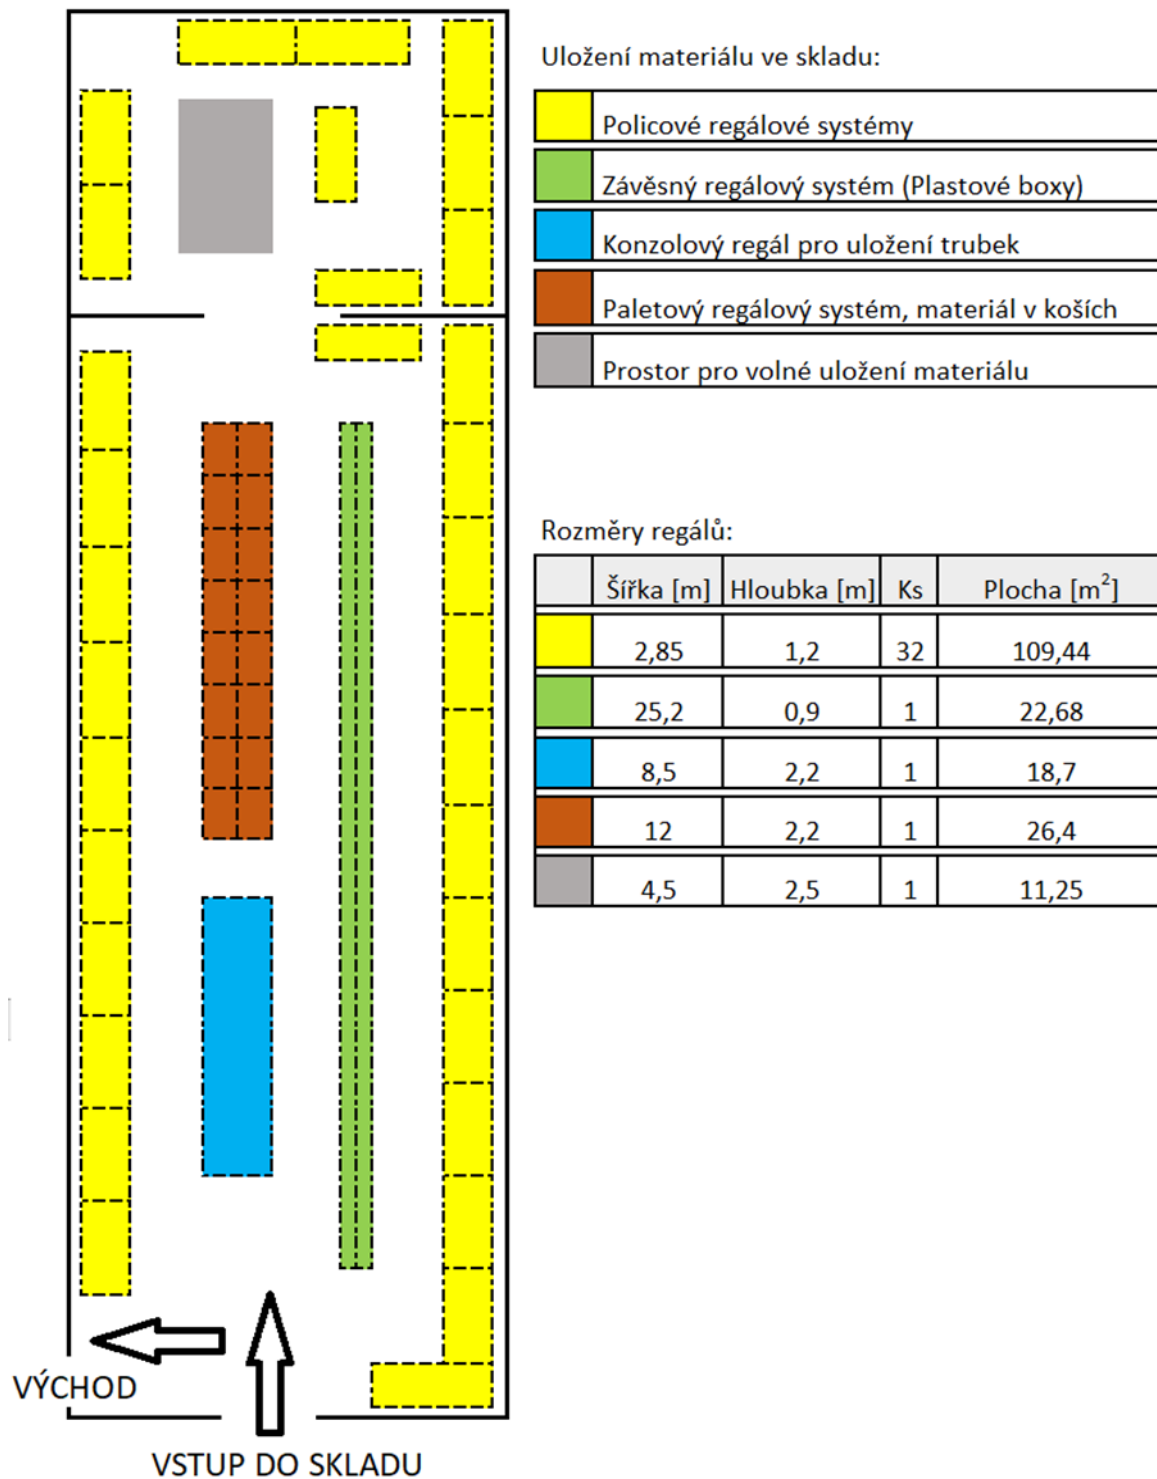 Uložení materiálu ve skladu:
Policové regálové systémy
Závěsný regálový systém (Plastové boxy)
Konzolový regál pro uložení trubek
Paletový regálový systém, materiál v koších
Prostor pro volné uložení materiálu
Rozměry regálů:
Šířka [m] Hloubka [m] Ks Plocha [m²]
2,85 1,2 32 109,44
25,2 0,9 1 22,68
8,5 2,2 1 18,7
12 2,2 1 26,4
4,5 2,5 1 11,25
VÝCHOD
VSTUP DO SKLADU